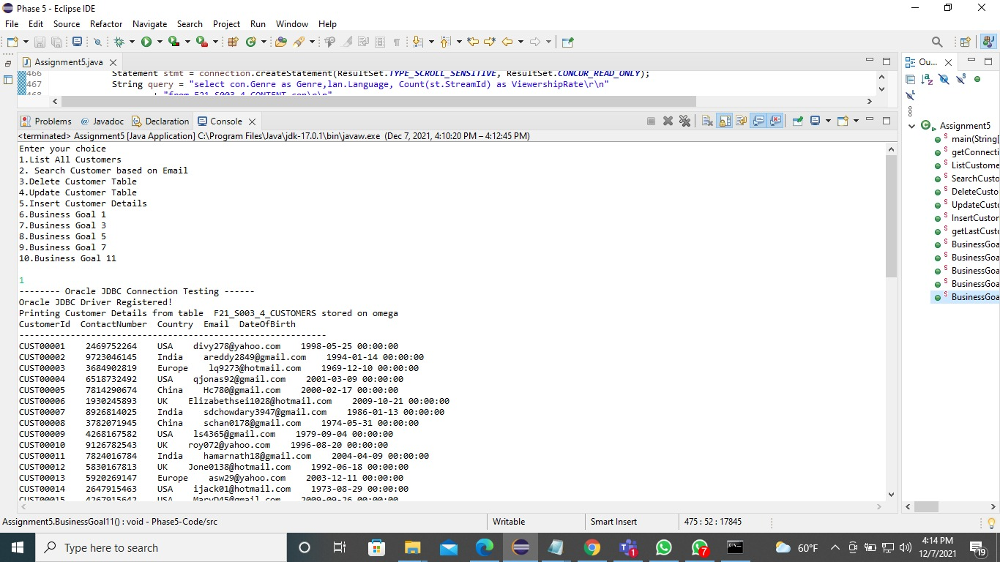 Phase 5 - Eclipse IDE
File Edit Source Refactor Navigate Search Project Run Window Help
Assignment5.java
466 Statement stmt = connection.createStatement(ResultSet.TYPE_SCROLL_SENSITIVE, ResultSet.CONCUR_READ_ONLY);
467 String query = "select con.Genre as Genre,lan.Language, Count(st.StreamId) as ViewershipRate\r\n"
468 + "from F21_S003_4_CONTENT con\r\n"
Problems @ Javadoc Declaration Console
<terminated> Assignment5 [Java Application] C:\Program Files\Java\jdk-17.0.1\bin\javaw.exe (Dec 7, 2021, 4:10:20 PM – 4:12:45 PM)
Enter your choice
1.List All Customers
2. Search Customer based on Email
3.Delete Customer Table
4.Update Customer Table
5.Insert Customer Details
6.Business Goal 1
7.Business Goal 3
8.Business Goal 5
9.Business Goal 7
10.Business Goal 11
1
-------- Oracle JDBC Connection Testing ------
Oracle JDBC Driver Registered!
Printing Customer Details from table F21_S003_4_CUSTOMERS stored on omega
CustomerId ContactNumber Country Email DateOfBirth
------------------------------------------------------------
CUST00001 2469752264 USA divy278@yahoo.com 1998-05-25 00:00:00
CUST00002 9723046145 India areddy2849@gmail.com 1994-01-14 00:00:00
CUST00003 3684902819 Europe lq9273@hotmail.com 1969-12-10 00:00:00
CUST00004 6518732492 USA qjonas92@gmail.com 2001-03-09 00:00:00
CUST00005 7814290674 China Hc780@gmail.com 2000-02-17 00:00:00
CUST00006 1930245893 UK Elizabethsei1028@hotmail.com 2009-10-21 00:00:00
CUST00007 8926814025 India sdchowdary3947@gmail.com 1986-01-13 00:00:00
CUST00008 3782071945 China schan0178@gmail.com 1974-05-31 00:00:00
CUST00009 4268167582 USA ls4365@gmail.com 1979-09-04 00:00:00
CUST00010 9126782543 UK roy072@yahoo.com 1996-08-20 00:00:00
CUST00011 7824016784 India hamarnath18@gmail.com 2004-04-09 00:00:00
CUST00012 5830167813 UK Jone0138@hotmail.com 1992-06-18 00:00:00
CUST00013 5920269147 Europe asw29@yahoo.com 2003-12-11 00:00:00
CUST00014 2647915463 USA ijack01@hotmail.com 1973-08-29 00:00:00
CUST00015 4267915642 USA MaryD45@gmail.com 2009-09-26 00:00:00
Ou...
Assignment5
main(String[
getConnecti
ListCustome
SearchCusto
DeleteCusto
UpdateCusto
InsertCustor
getLastCusto
BusinessGoa
BusinessGoa
BusinessGoa
BusinessGoa
BusinessGoa
Assignment5.BusinessGoal11() : void - Phase5-Code/src
Writable
Smart Insert
475 : 52 : 17845
Type here to search
1
7
60°F
4:14 PM
12/7/2021
19